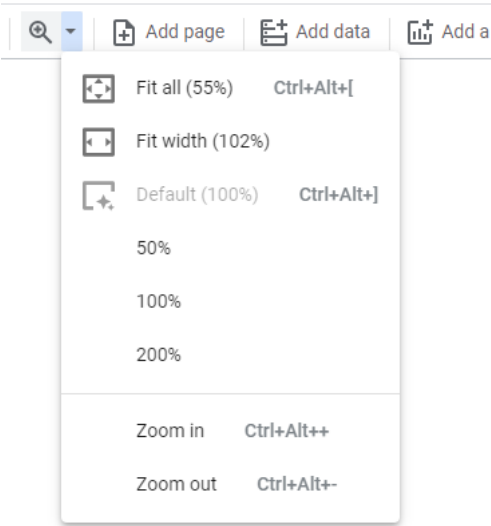 Add page
Add data
Add a
Fit all (55%) Ctrl+Alt+[
Fit width (102%)
Default (100%) Ctrl+Alt+]
50%
100%
200%
Zoom in Ctrl+Alt++
Zoom out Ctrl+Alt+-